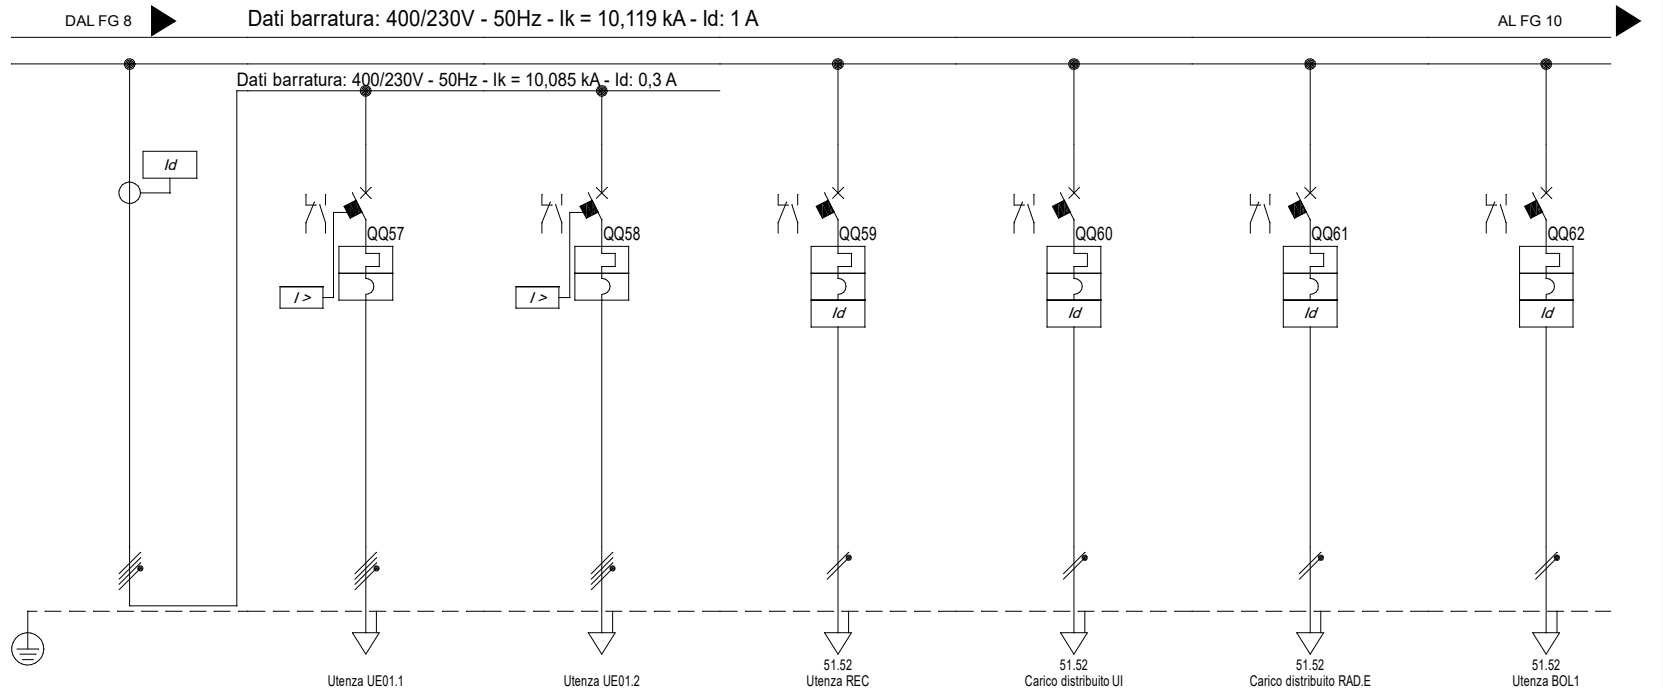 DAL FG 8
Dati barratura: 400/230V - 50Hz - Ik = 10,119 kA - Id: 1 A
AL FG 10
Dati barratura: 400/230V - 50Hz - Ik = 10,085 kA - Id: 0,3 A
Id
QQ57
QQ58
QQ59
QQ60
QQ61
QQ62
I >
I >
Id
Id
Id
Id
51.52
51.52
51.52
51.52
Utenza UE01.1
Utenza UE01.2
Utenza REC
Carico distribuito UI
Carico distribuito RAD.E
Utenza BOL1